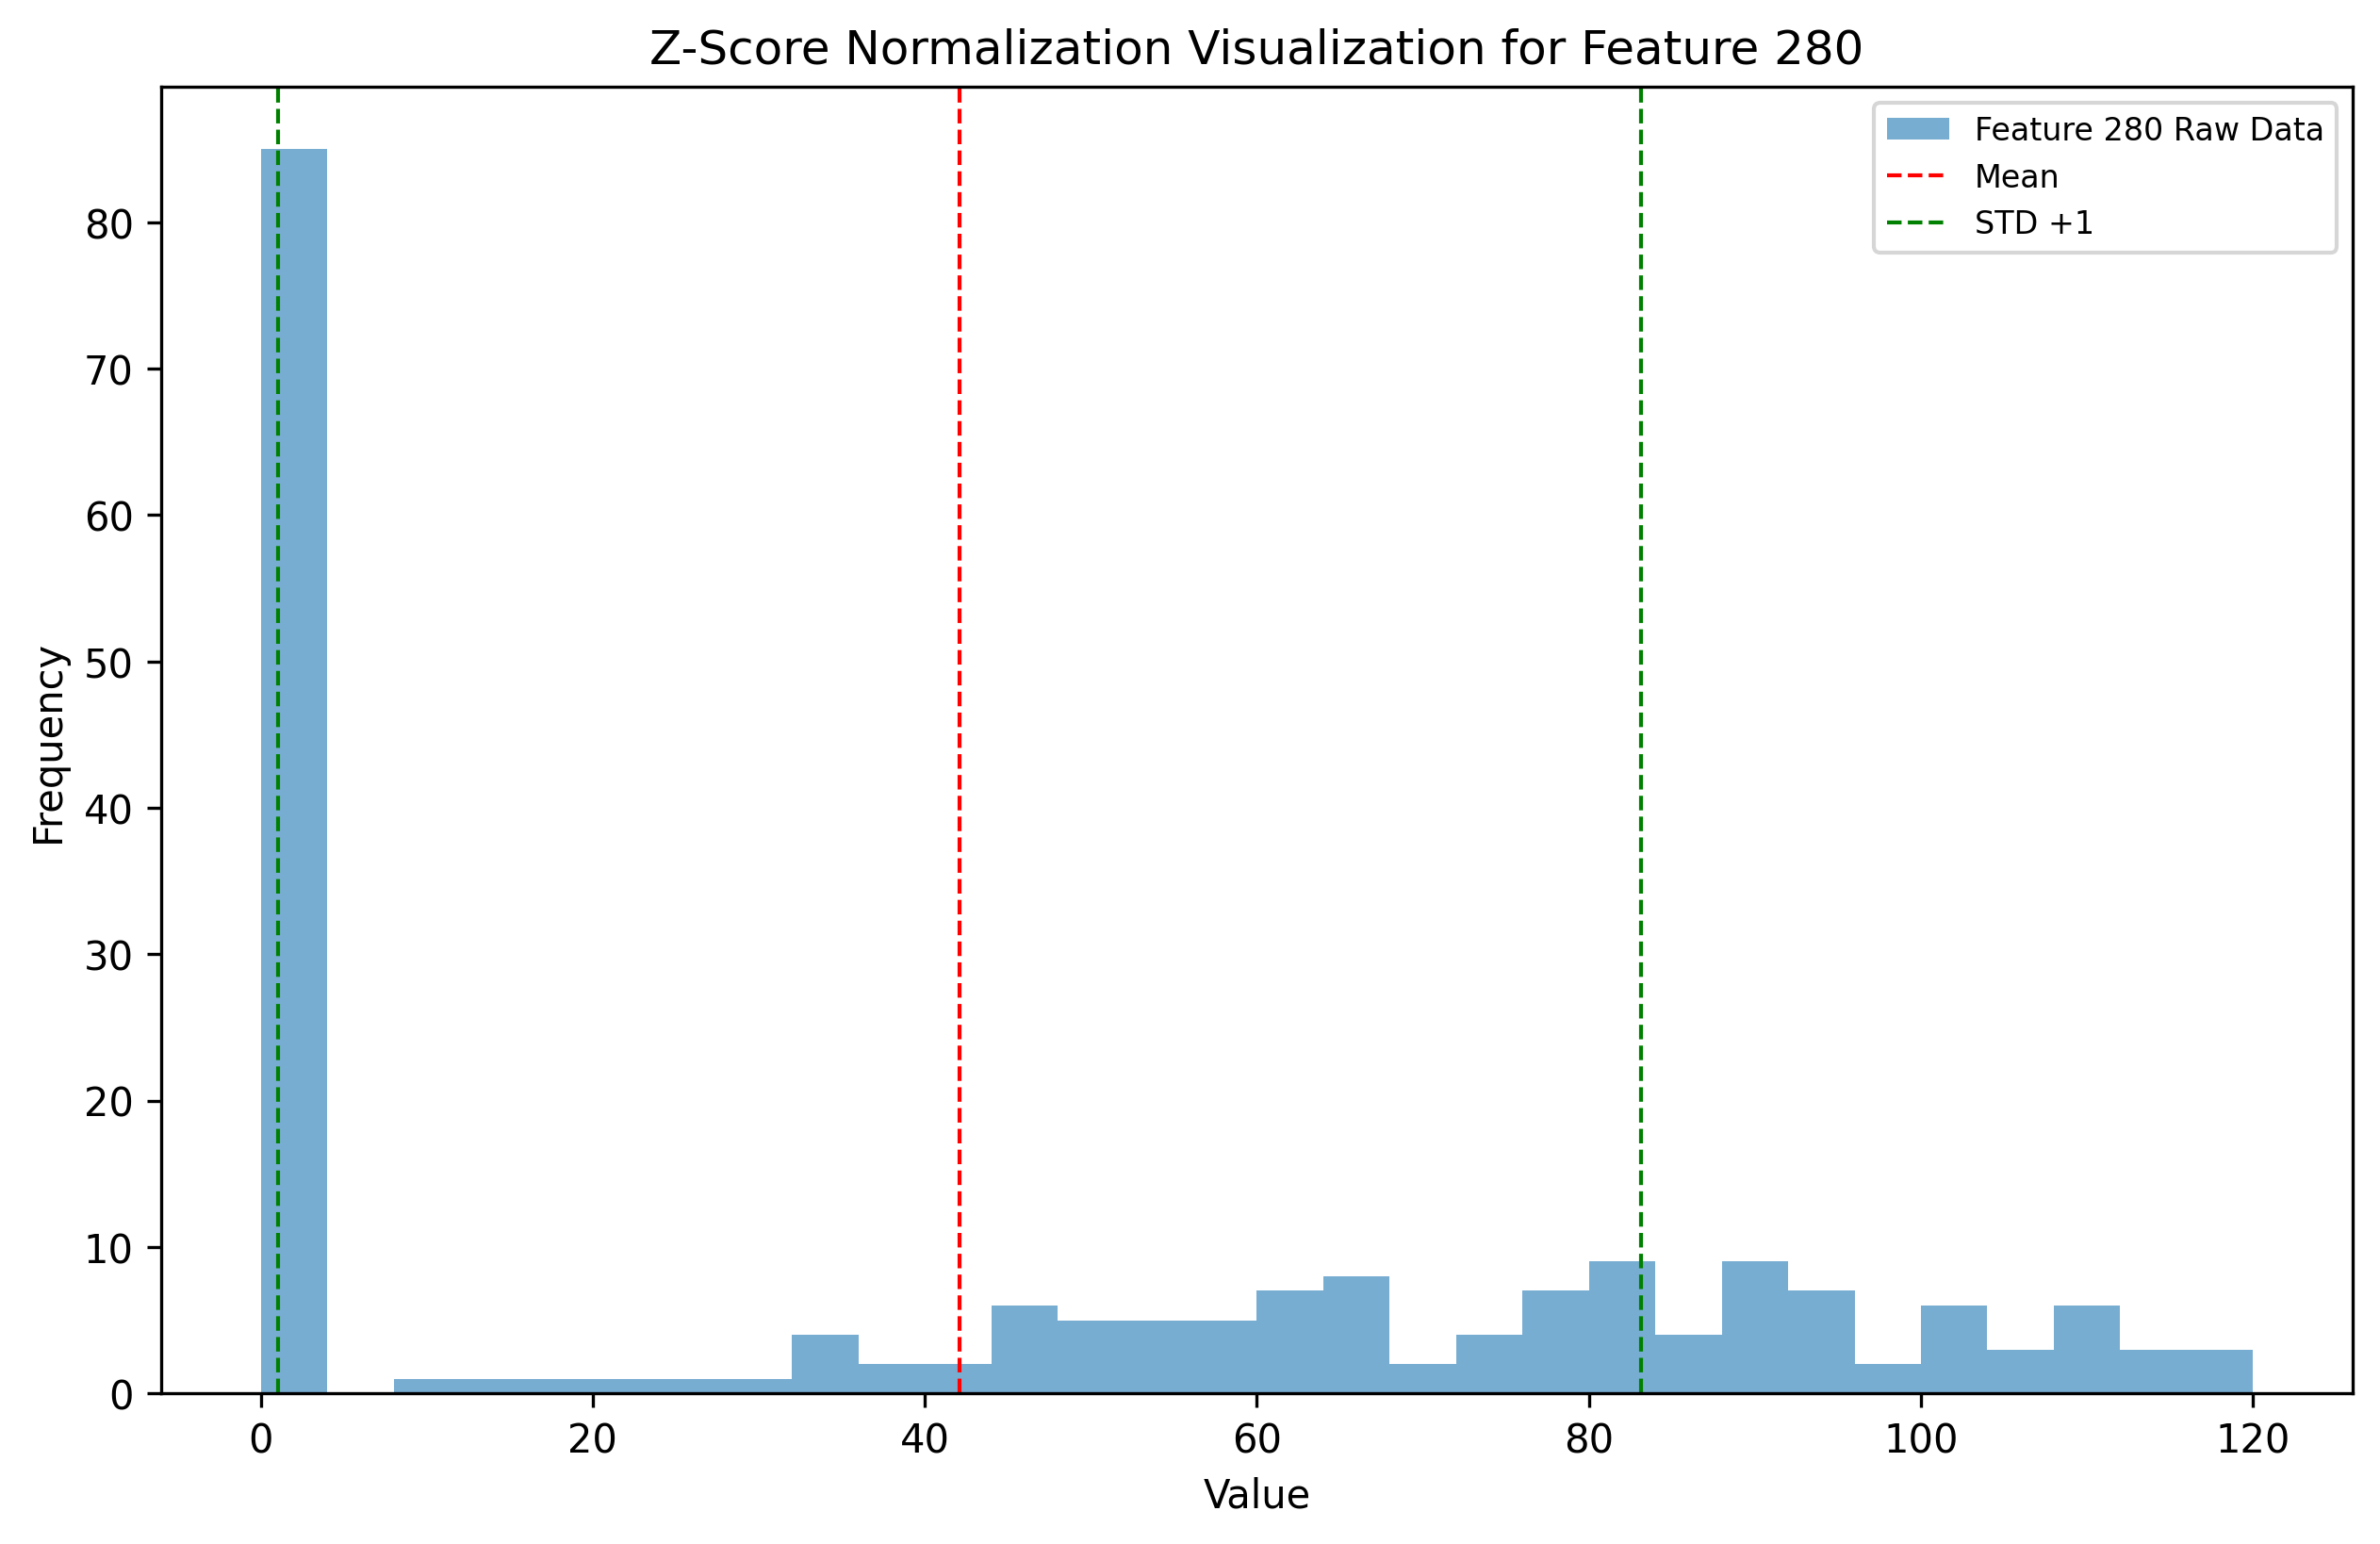 Z-Score Normalization Visualization for Feature 280
Feature 280 Raw Data
Mean
STD +1
Frequency
80
70
60
50
40
30
20
10
0
0 20 40 60 80 100 120
Value